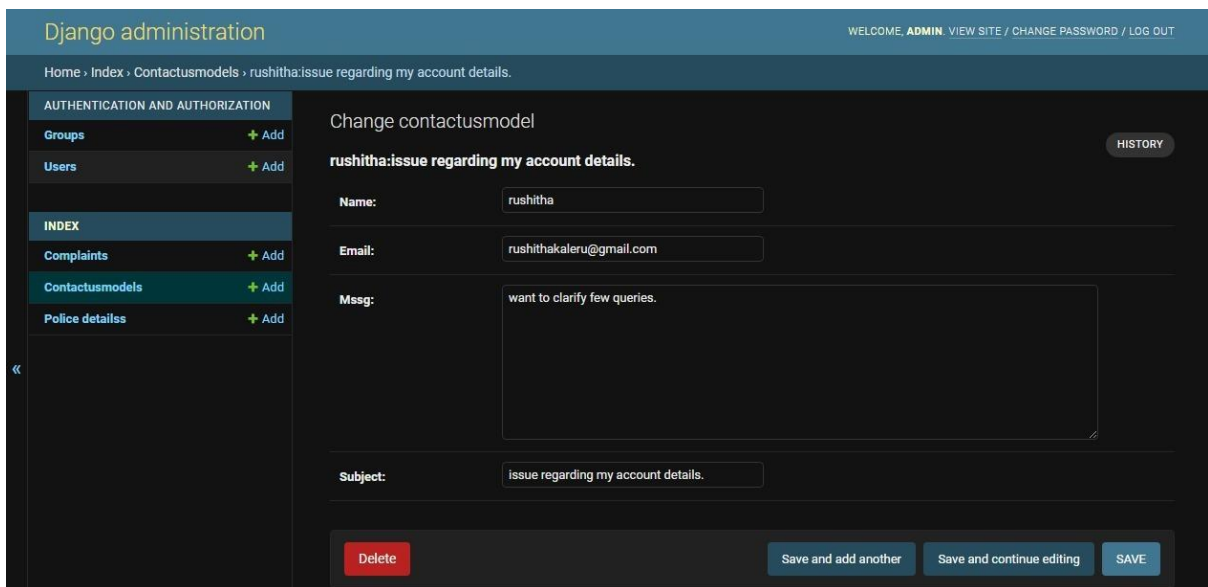 Django administration
WELCOME, ADMIN. VIEW SITE / CHANGE PASSWORD / LOG OUT
Home › Index › Contactusmodels › rushitha:issue regarding my account details.
AUTHENTICATION AND AUTHORIZATION
Groups + Add
Users + Add
INDEX
Complaints + Add
Contactusmodels + Add
Police detailss + Add
«
Change contactusmodel
HISTORY
rushitha:issue regarding my account details.
Name: rushitha
Email: rushithakaleru@gmail.com
Mssg: want to clarify few queries.
Subject: issue regarding my account details.
Delete Save and add another Save and continue editing SAVE